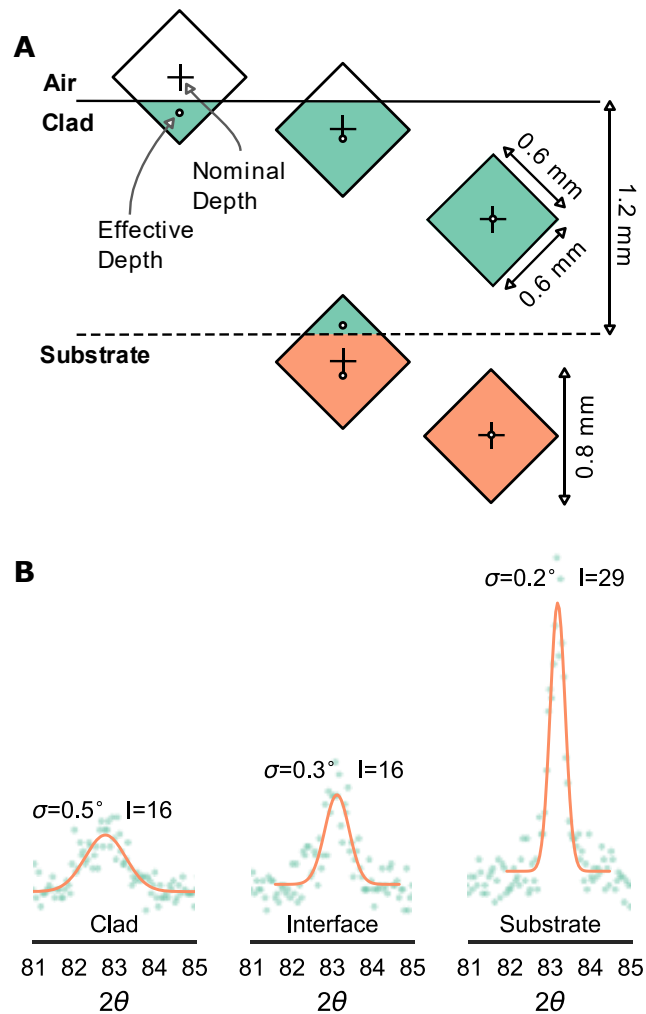 A
Air
Clad
Nominal
Depth
Effective
Depth
0.6 mm
0.6 mm
1.2 mm
Substrate
0.8 mm
B
σ=0.5° I=16
σ=0.3° I=16
σ=0.2° I=29
Clad
Interface
Substrate
81 82 83 84 85
81 82 83 84 85
81 82 83 84 85
2θ
2θ
2θ